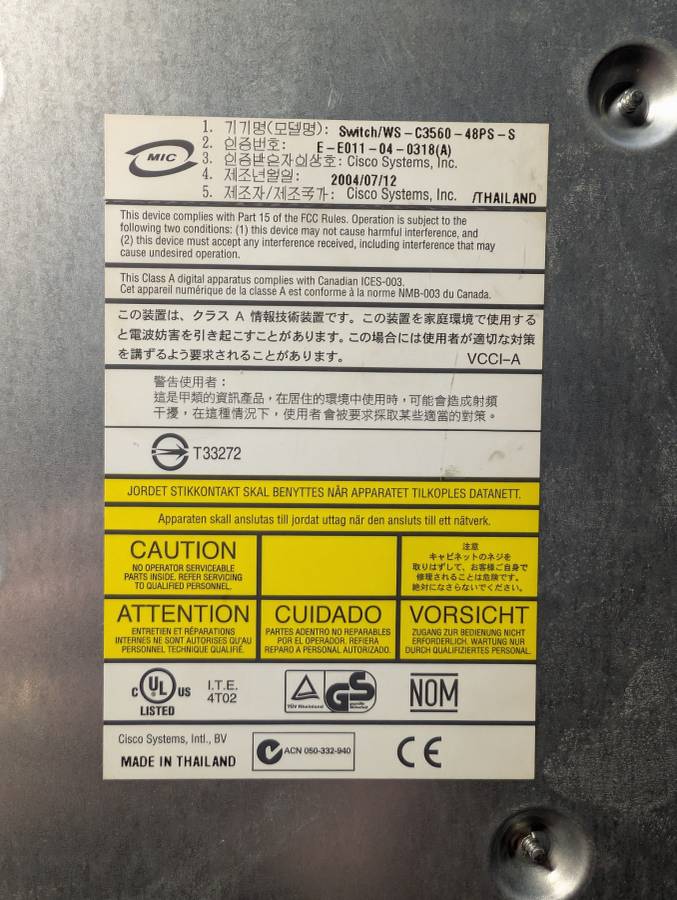 MIC
1. 기기명(모델명): Switch/WS-C3560-48PS-S
2. 인증번호: E-E011-04-0318(A)
3. 인증받은자의상호: Cisco Systems, Inc.
4. 제조년월일: 2004/07/12
5. 제조자/제조국가: Cisco Systems, Inc. /THAILAND
This device complies with Part 15 of the FCC Rules. Operation is subject to the
following two conditions: (1) this device may not cause harmful interference, and
(2) this device must accept any interference received, including interference that may
cause undesired operation.
This Class A digital apparatus complies with Canadian ICES-003.
Cet appareil numérique de la classe A est conforme à la norme NMB-003 du Canada.
この装置は、クラス A 情報技術装置です。この装置を家庭環境で使用する
と電波妨害を引き起こすことがあります。この場合には使用者が適切な対策
を講ずるよう要求されることがあります。 VCCI-A
警告使用者：
這是甲類的資訊產品，在居住的環境中使用時，可能會造成射頻
干擾，在這種情況下，使用者會被要求採取某些適當的對策。
T33272
JORDET STIKKONTAKT SKAL BENYTTES NÅR APPARATET TILKOPLES DATANETT.
Apparaten skall anslutas till jordat uttag när den ansluts till ett nätverk.
CAUTION
NO OPERATOR SERVICEABLE
PARTS INSIDE. REFER SERVICING
TO QUALIFIED PERSONNEL.
注意
キャビネットのネジを
取りはずして、お客様ご自身で
修理されることは危険です。
絶対になさらないでください。
ATTENTION
ENTRETIEN ET RÉPARATIONS
INTERNES NE SONT AUTORISÉS QU'AU
PERSONNEL TECHNIQUE QUALIFIÉ.
CUIDADO
PARTES ADENTRO NO REPARABLES
POR EL OPERADOR. REFIERA
REPARO A PERSONAL AUTORIZADO.
VORSICHT
ZUGANG ZUR BEDIENUNG NICHT
ERFORDERLICH. WARTUNG NUR
DURCH QUALIFIZIERTES PERSONAL.
c UL US
LISTED
I.T.E.
4T02
TÜV Rheinland
GS
geprüfte
Sicherheit
NOM
Cisco Systems, Intl., BV
MADE IN THAILAND
ACN 050-332-940
CE